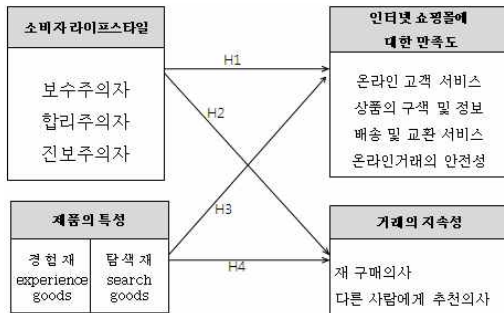 소비자 라이프스타일
보수주의자
합리주의자
진보주의자
인터넷 쇼핑몰에
대한 만족도
온라인 고객 서비스
상품의 구색 및 정보
배송 및 교환 서비스
온라인거래의 안전성
H1
H2
H3
H4
제품의 특성
경험재
experience
goods
탐색재
search
goods
거래의 지속성
재 구매의사
다른 사람에게 추천의사